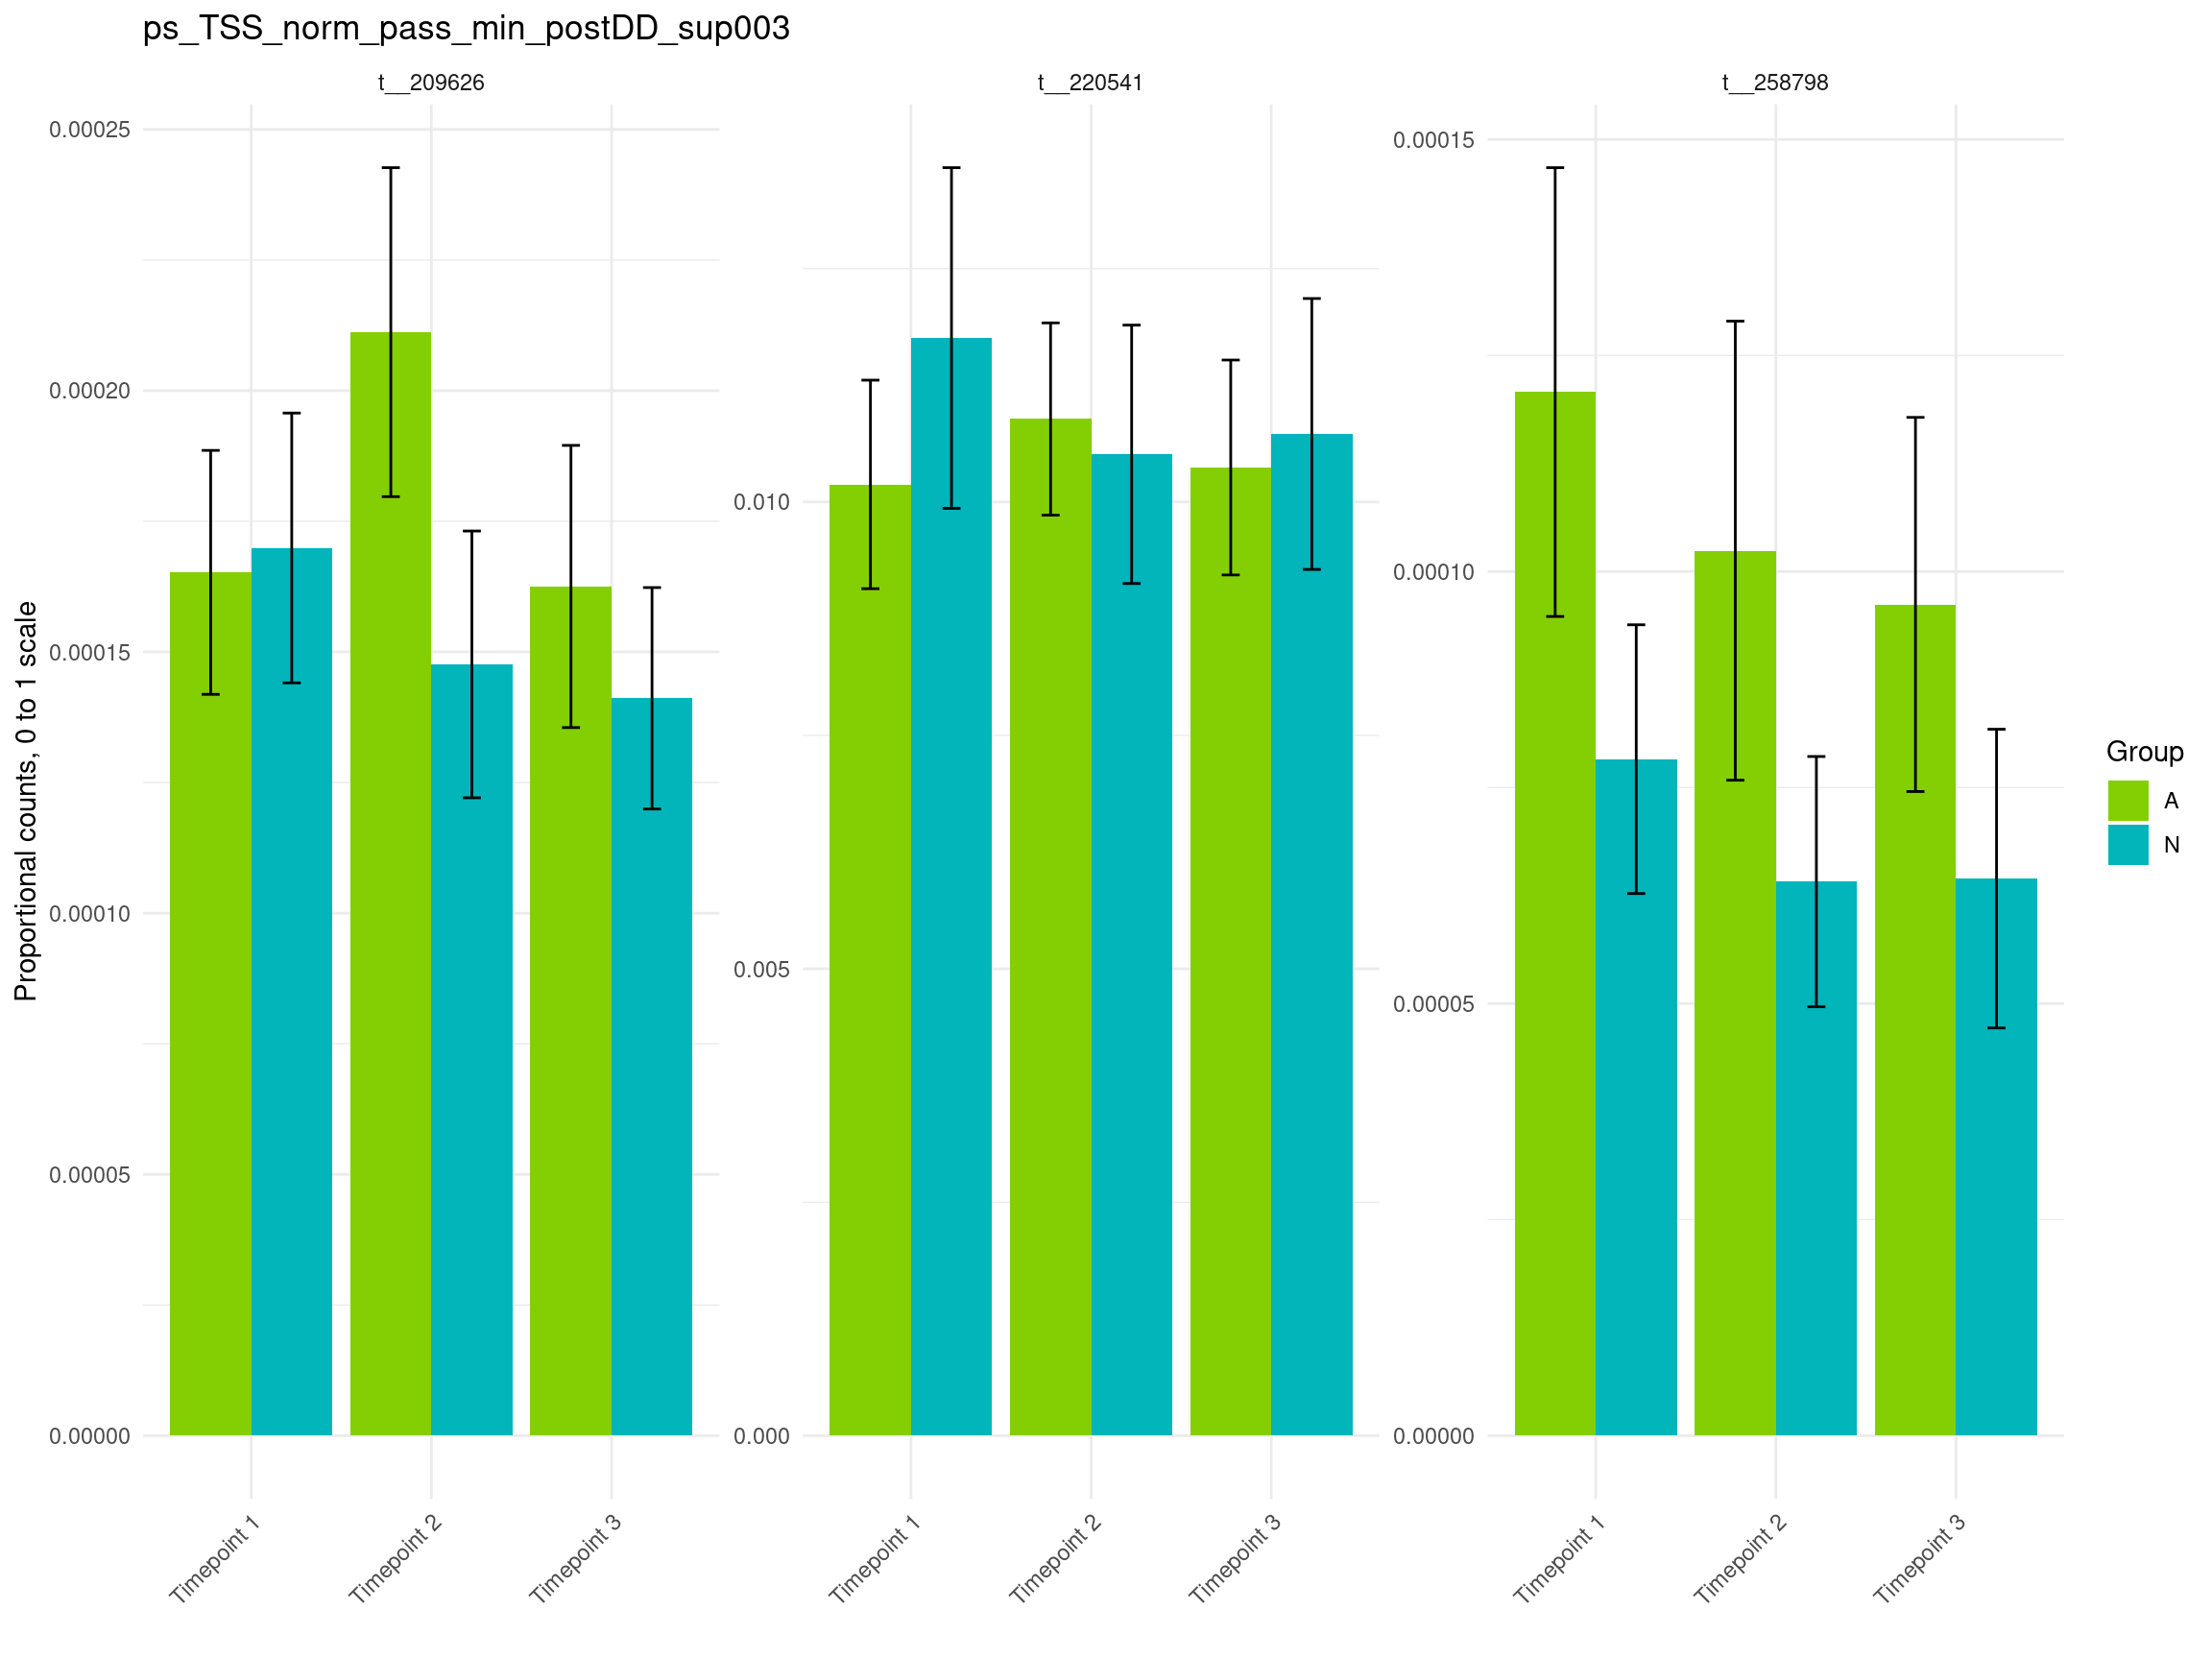 ps_TSS_norm_pass_min_postDD_sup003
t__209626
t__220541
t__258798
Proportional counts, 0 to 1 scale
0.00025
0.00020
0.00015
0.00010
0.00005
0.00000
0.010
0.005
0.000
0.00015
0.00010
0.00005
0.00000
Timepoint 1
Timepoint 2
Timepoint 3
Timepoint 1
Timepoint 2
Timepoint 3
Timepoint 1
Timepoint 2
Timepoint 3
Group
A
N